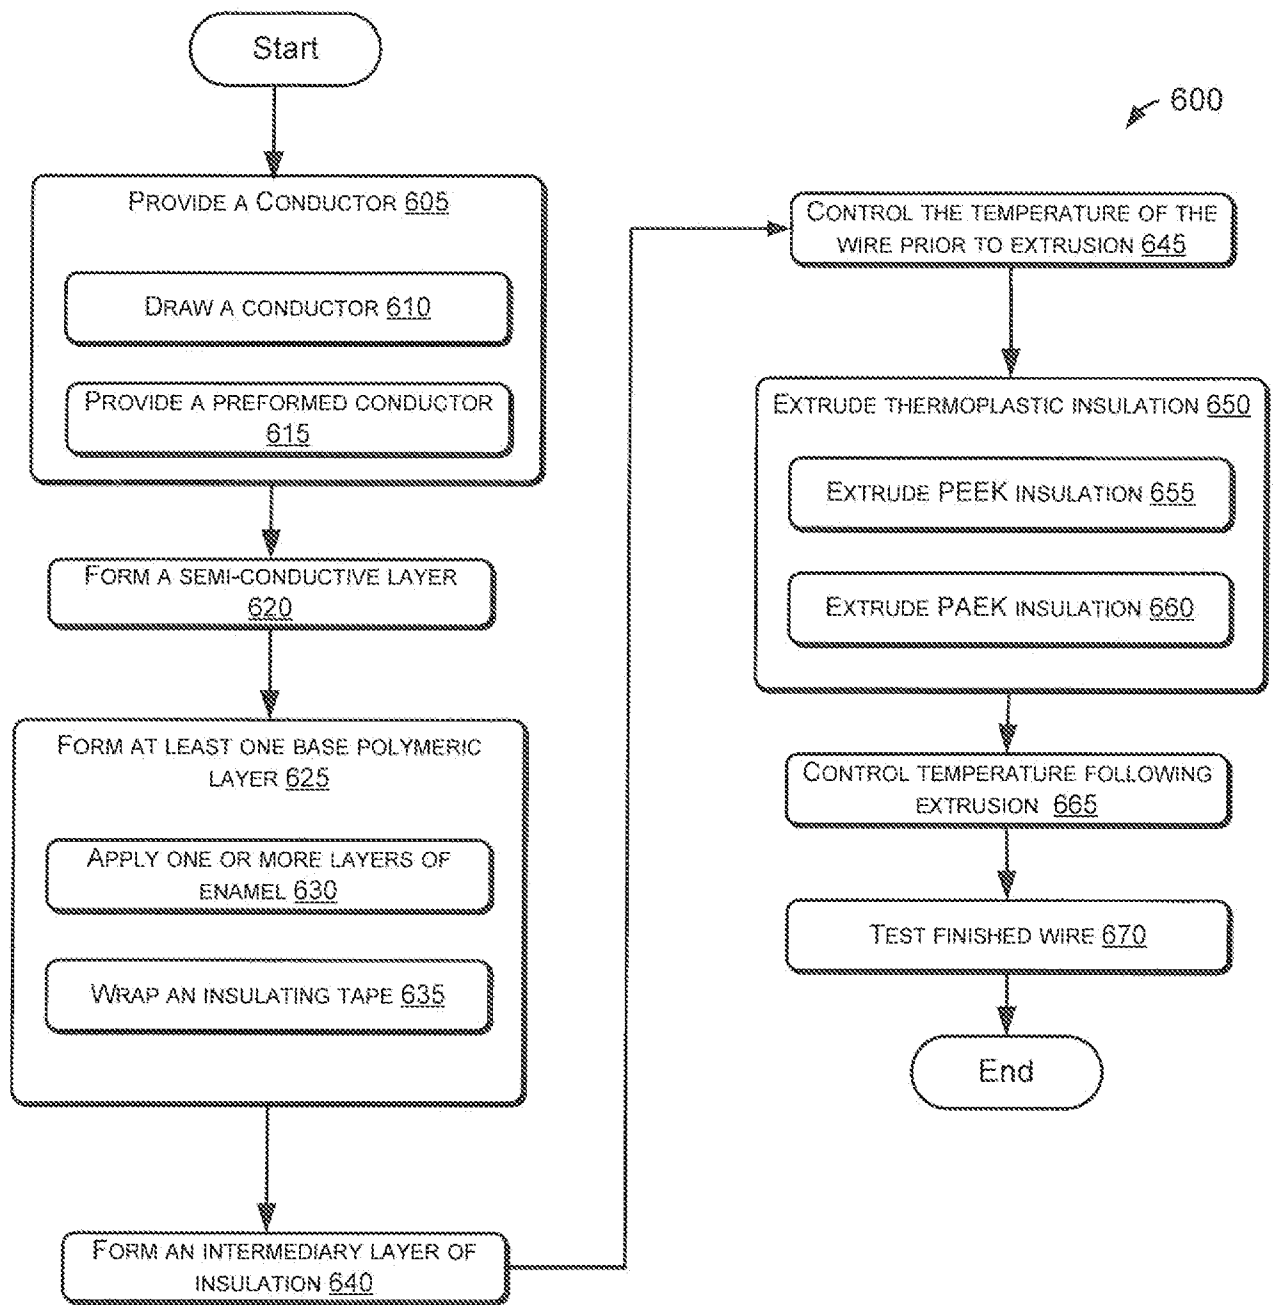 Start
600
PROVIDE A CONDUCTOR 605
DRAW A CONDUCTOR 610
PROVIDE A PREFORMED CONDUCTOR
615
FORM A SEMI-CONDUCTIVE LAYER
620
FORM AT LEAST ONE BASE POLYMERIC
LAYER 625
APPLY ONE OR MORE LAYERS OF
ENAMEL 630
WRAP AN INSULATING TAPE 635
FORM AN INTERMEDIARY LAYER OF
INSULATION 640
CONTROL THE TEMPERATURE OF THE
WIRE PRIOR TO EXTRUSION 645
EXTRUDE THERMOPLASTIC INSULATION 650
EXTRUDE PEEK INSULATION 655
EXTRUDE PAEK INSULATION 660
CONTROL TEMPERATURE FOLLOWING
EXTRUSION 665
TEST FINISHED WIRE 670
End